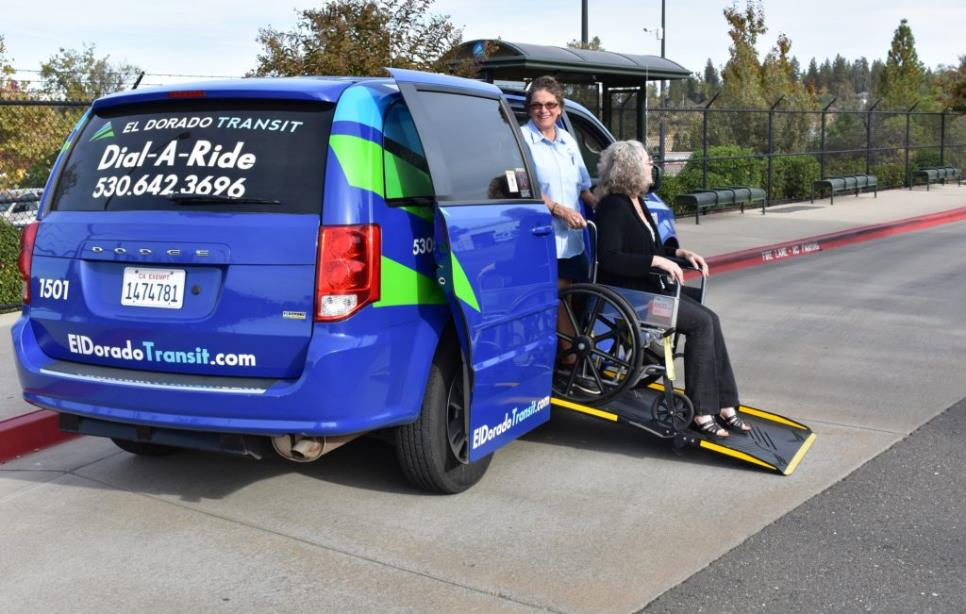 EL DORADO TRANSIT
Dial-A-Ride
530.642.3696
DODGE
CA EXEMPT
1474781
1501
ElDoradoTransit.com
530
ElDoradoTransit.com
FIRE LANE - NO PARKING